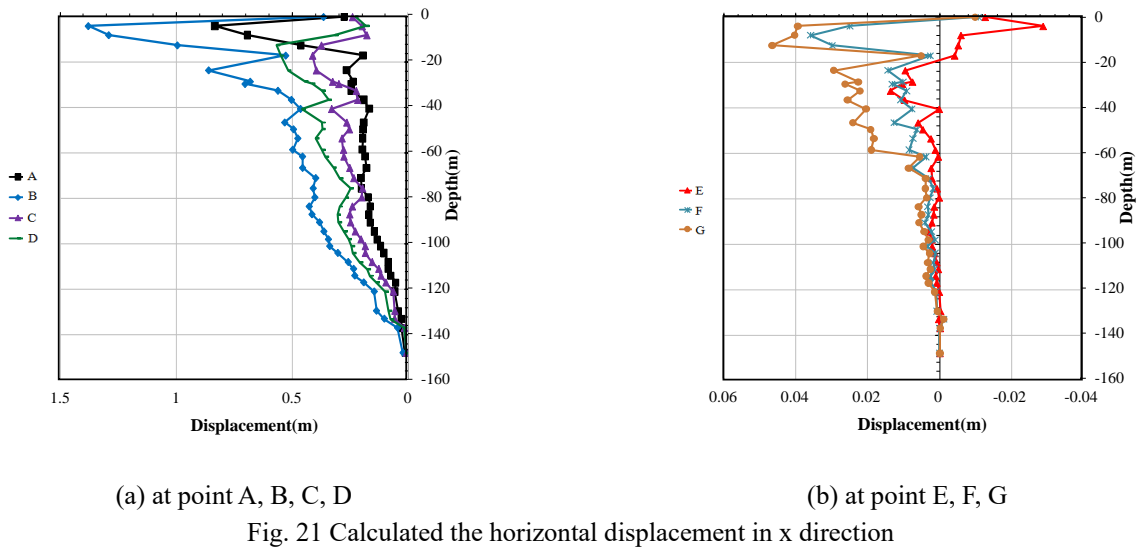 0
-20
-40
-60
-80
-100
-120
-140
-160
Depth(m)
A
B
C
D
1.5 1 0.5 0
Displacement(m)
0
-20
-40
-60
-80
-100
-120
-140
-160
Depth(m)
E
F
G
0.06 0.04 0.02 0 -0.02 -0.04
Displacement(m)
(a) at point A, B, C, D
(b) at point E, F, G
Fig. 21 Calculated the horizontal displacement in x direction